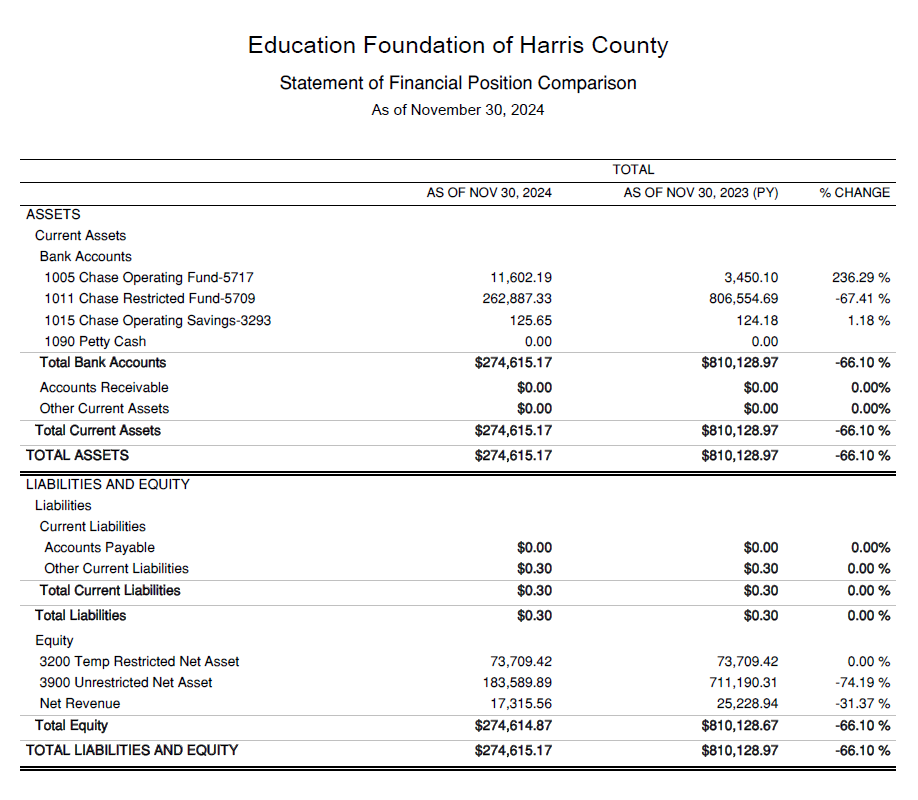 Education Foundation of Harris County
Statement of Financial Position Comparison
As of November 30, 2024
TOTAL
AS OF NOV 30, 2024 AS OF NOV 30, 2023 (PY) % CHANGE
ASSETS
Current Assets
Bank Accounts
1005 Chase Operating Fund-5717 11,602.19 3,450.10 236.29 %
1011 Chase Restricted Fund-5709 262,887.33 806,554.69 -67.41 %
1015 Chase Operating Savings-3293 125.65 124.18 1.18 %
1090 Petty Cash 0.00 0.00
Total Bank Accounts $274,615.17 $810,128.97 -66.10 %
Accounts Receivable $0.00 $0.00 0.00%
Other Current Assets $0.00 $0.00 0.00%
Total Current Assets $274,615.17 $810,128.97 -66.10 %
TOTAL ASSETS $274,615.17 $810,128.97 -66.10 %
LIABILITIES AND EQUITY
Liabilities
Current Liabilities
Accounts Payable $0.00 $0.00 0.00%
Other Current Liabilities $0.30 $0.30 0.00 %
Total Current Liabilities $0.30 $0.30 0.00 %
Total Liabilities $0.30 $0.30 0.00 %
Equity
3200 Temp Restricted Net Asset 73,709.42 73,709.42 0.00 %
3900 Unrestricted Net Asset 183,589.89 711,190.31 -74.19 %
Net Revenue 17,315.56 25,228.94 -31.37 %
Total Equity $274,614.87 $810,128.67 -66.10 %
TOTAL LIABILITIES AND EQUITY $274,615.17 $810,128.97 -66.10 %